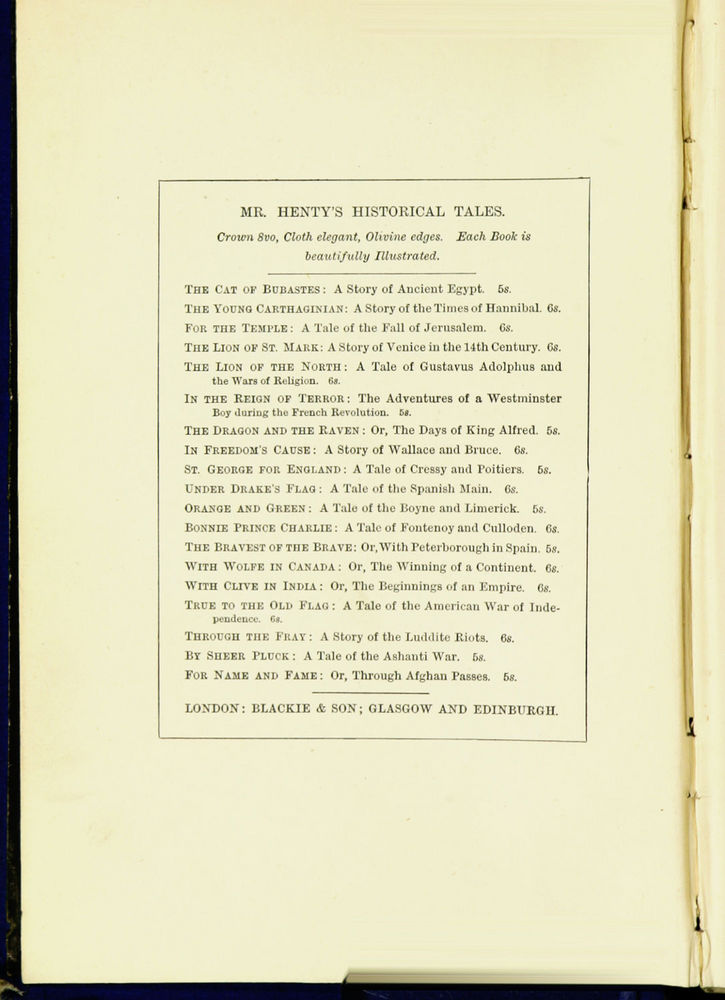 MR. HENTY'S HISTORICAL TALES.
Crown 8vo, Cloth elegant, Olivine edges. Each Book is
beautifully Illustrated.
THE CAT OF BUBASTES: A Story of Ancient Egypt. 5s.
THE YOUNG CARTHAGINIAN: A Story of the Times of Hannibal. 6s.
FOR THE TEMPLE: A Tale of the Fall of Jerusalem. 6s.
THE LION OF ST. MARK: A Story of Venice in the 14th Century. 6s.
THE LION OF THE NORTH: A Tale of Gustavus Adolphus and
the Wars of Religion. 6s.
IN THE REIGN OF TERROR: The Adventures of a Westminster
Boy during the French Revolution. 5s.
THE DRAGON AND THE RAVEN: Or, The Days of King Alfred. 5s.
IN FREEDOM'S CAUSE: A Story of Wallace and Bruce. 6s.
ST. GEORGE FOR ENGLAND: A Tale of Cressy and Poitiers. 5s.
UNDER DRAKE'S FLAG: A Tale of the Spanish Main. 6s.
ORANGE AND GREEN: A Tale of the Boyne and Limerick. 5s.
BONNIE PRINCE CHARLIE: A Tale of Fontenoy and Culloden. 6s.
THE BRAVEST OF THE BRAVE: Or, With Peterborough in Spain. 5s.
WITH WOLFE IN CANADA: Or, The Winning of a Continent. 6s.
WITH CLIVE IN INDIA: Or, The Beginnings of an Empire. 6s.
TRUE TO THE OLD FLAG: A Tale of the American War of Inde-
pendence. 6s.
THROUGH THE FRAY: A Story of the Luddite Riots. 6s.
BY SHEER PLUCK: A Tale of the Ashanti War. 5s.
FOR NAME AND FAME: Or, Through Afghan Passes. 5s.
LONDON: BLACKIE & SON; GLASGOW AND EDINBURGH.